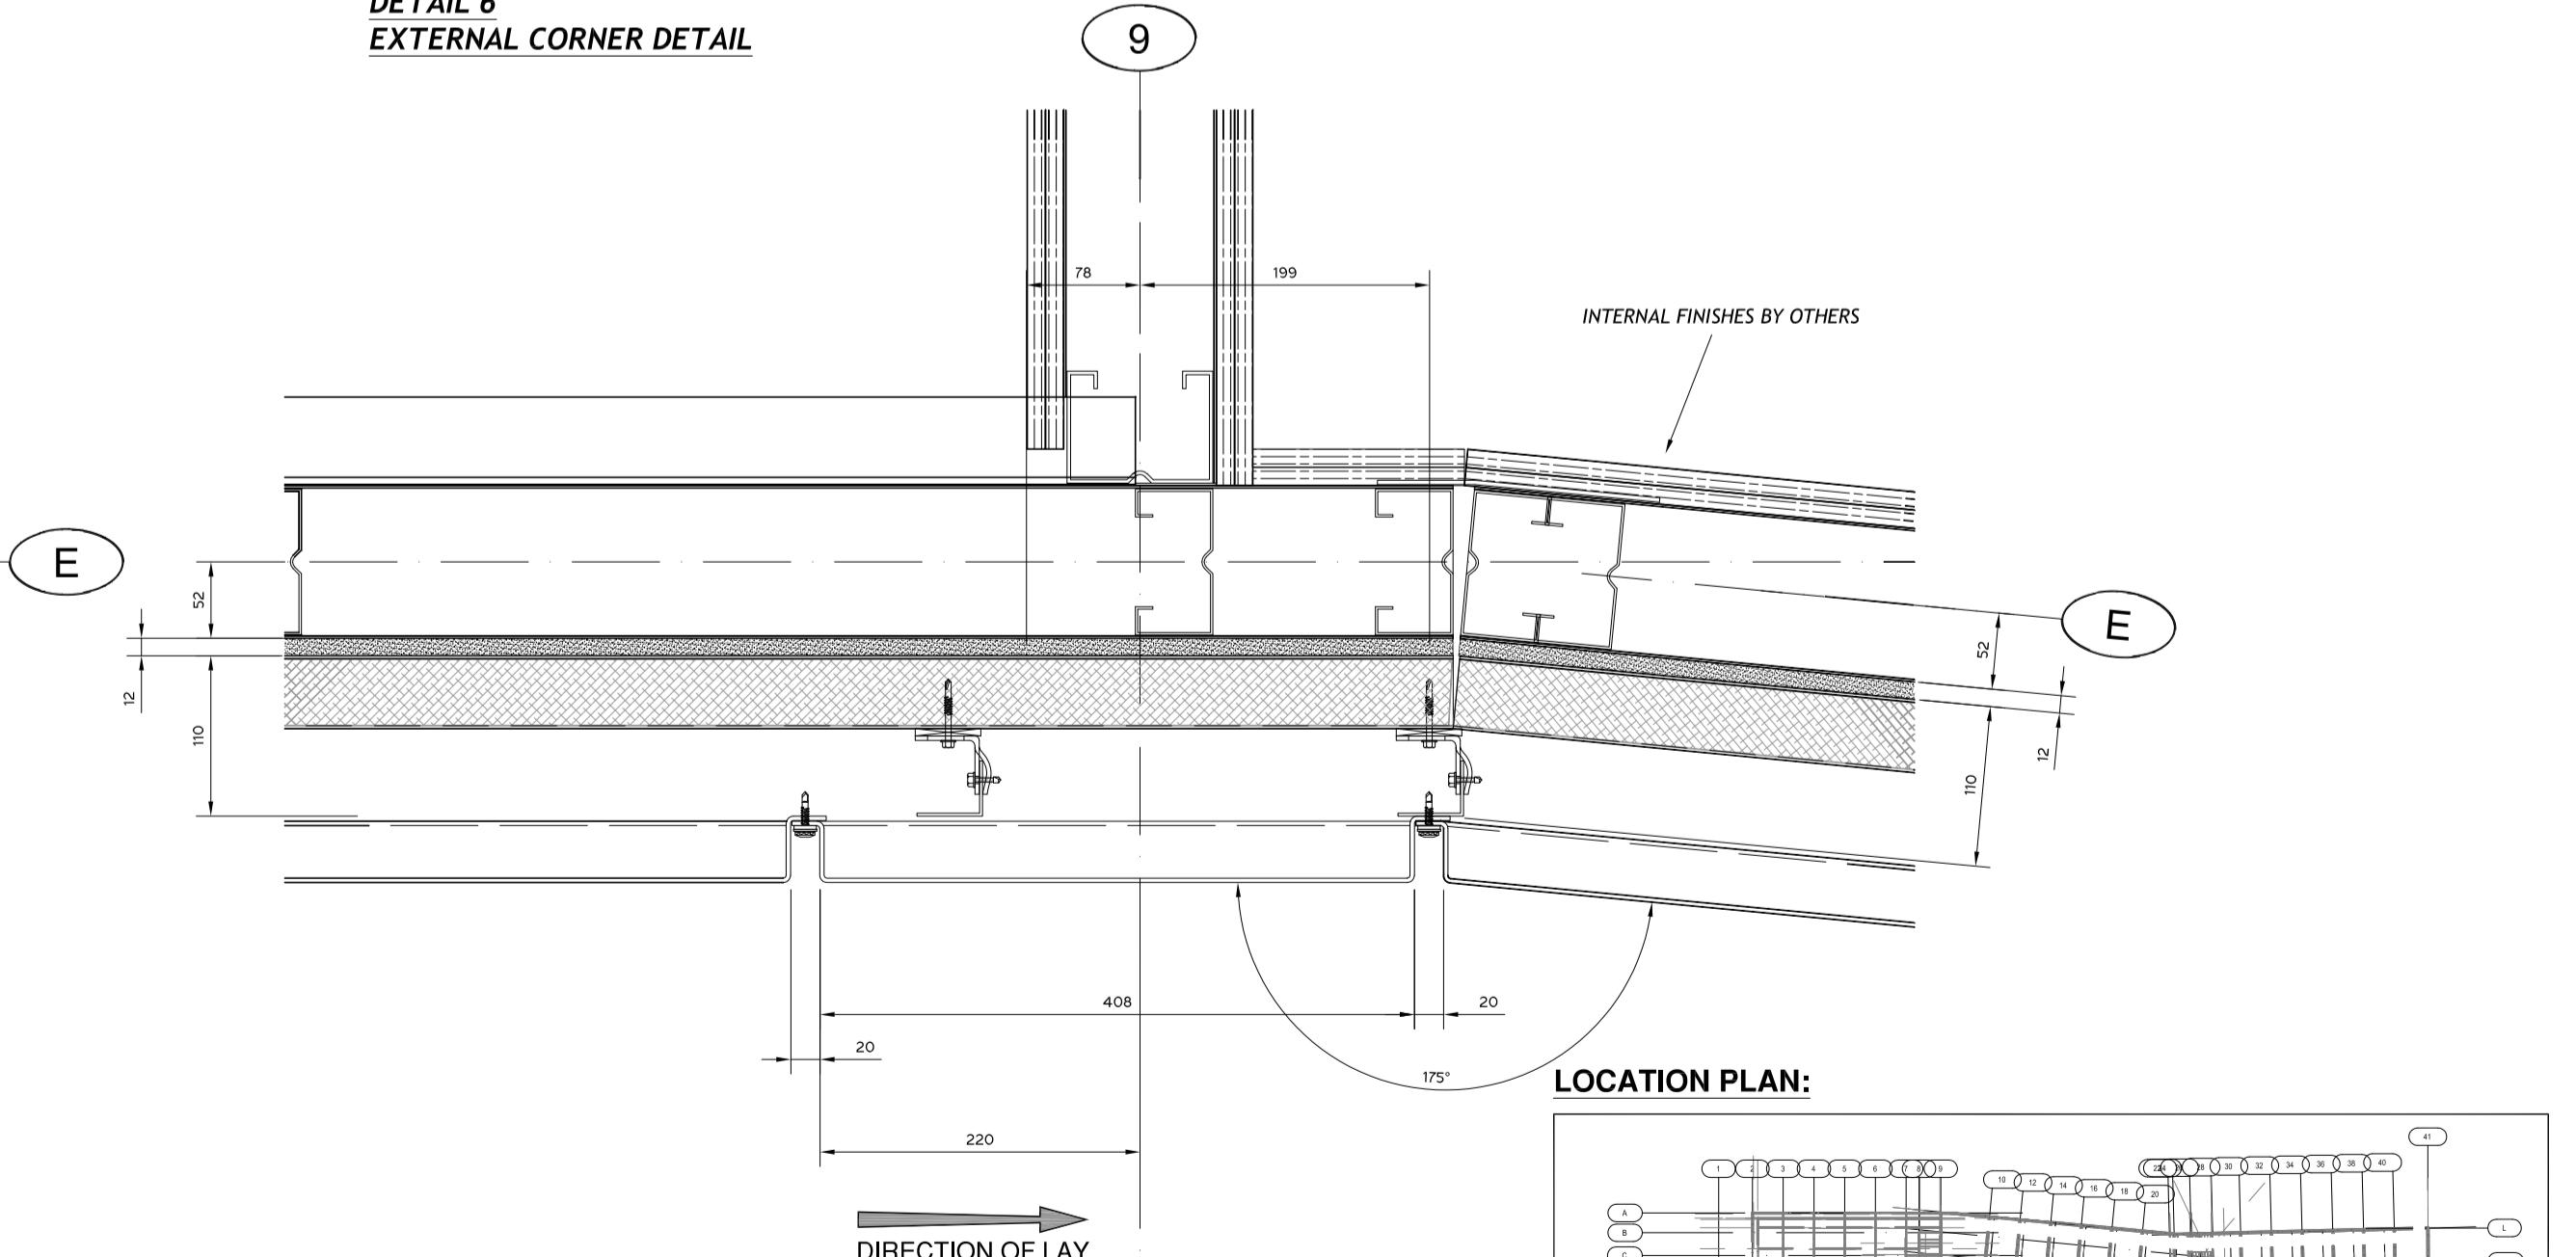 DETAIL 6
EXTERNAL CORNER DETAIL
9
78
199
INTERNAL FINISHES BY OTHERS
E
52
12
110
E
52
12
110
408
20
20
175°
220
DIRECTION OF LAY
LOCATION PLAN:
41
1 2 3 4 5 6 7 8 9
10 12 14 16 18 20
28 30 32 34 36 38 40
A
B
C
L